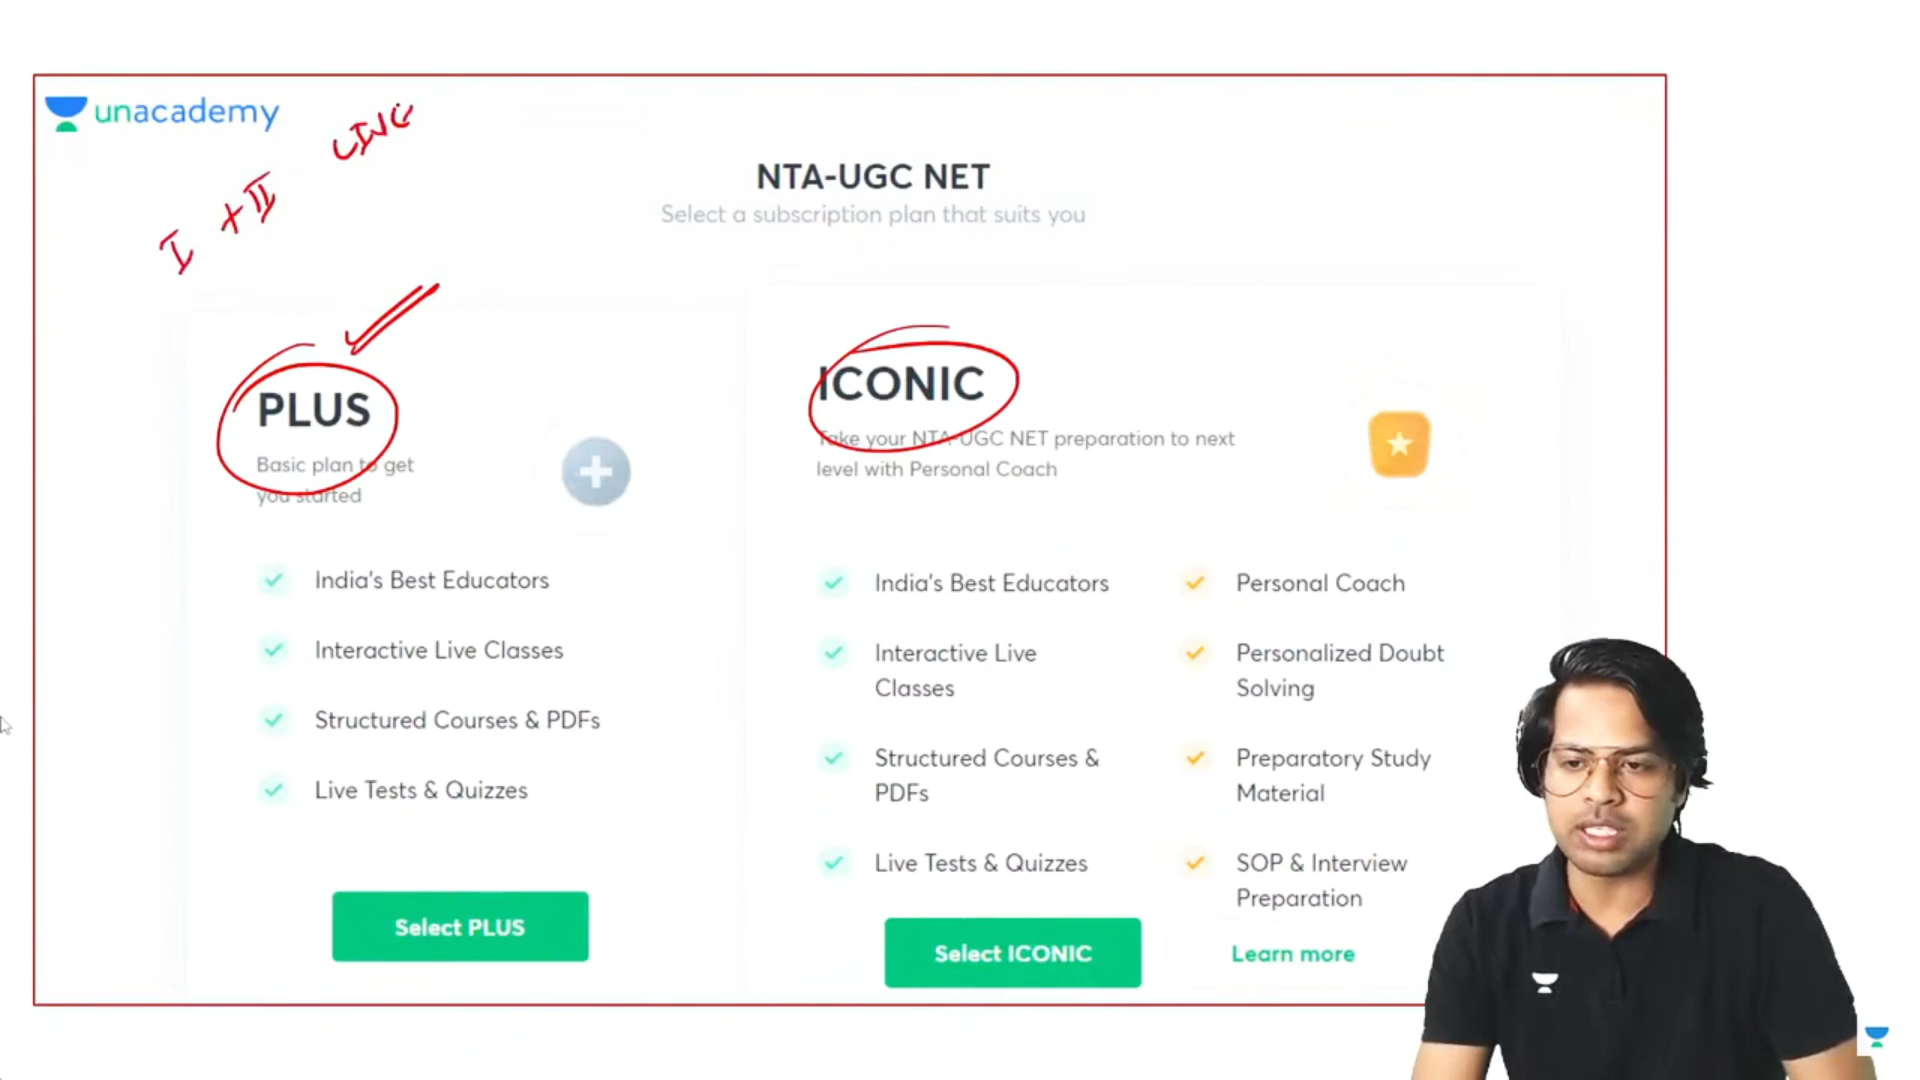 unacademy
LIVE
I + II
NTA-UGC NET
Select a subscription plan that suits you
PLUS
Basic plan to get
you started
India's Best Educators
Interactive Live Classes
Structured Courses & PDFs
Live Tests & Quizzes
Select PLUS
ICONIC
Take your NTA-UGC NET preparation to next
level with Personal Coach
India's Best Educators
Interactive Live
Classes
Structured Courses &
PDFs
Live Tests & Quizzes
Personal Coach
Personalized Doubt
Solving
Preparatory Study
Material
SOP & Interview
Preparation
Select ICONIC
Learn more